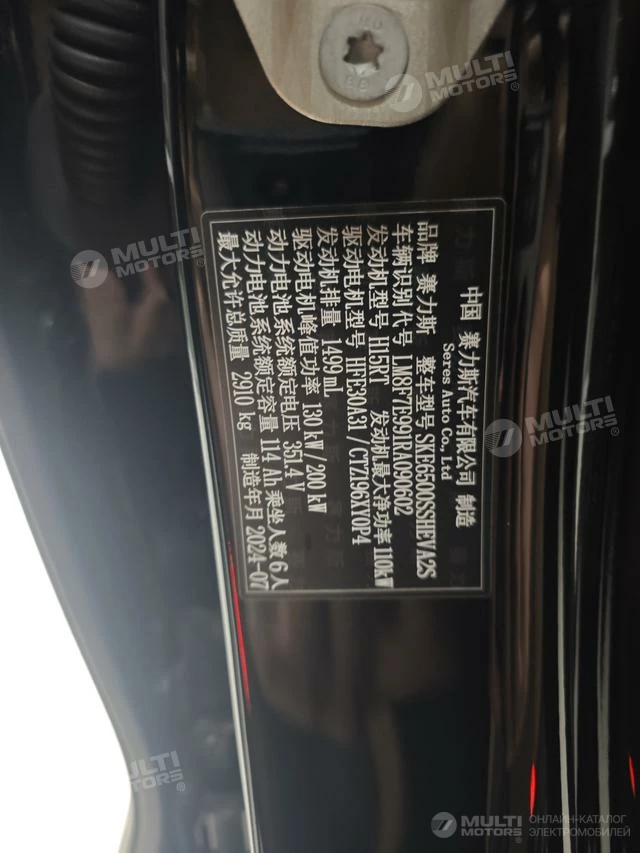 中国 赛力斯汽车有限公司 制造
Seres Auto Co., Ltd
品牌 赛力斯 整车型号 SKE6500SSHEVA2S
车辆识别代号 LM8F7E991RA090602
发动机型号 H15RT 发动机最大净功率 110kW
驱动电机型号 HFE30A31/CTZ196XY0P4
发动机排量 1499 mL
驱动电机峰值功率 130 kW/200 kW
动力电池系统额定电压 351.4 V
动力电池系统额定容量 114 Ah 乘坐人数 6人
最大允许总质量 2910 kg 制造年月 2024-07
MULTI MOTORS®
MULTI MOTORS®
MULTI MOTORS®
MULTI MOTORS®
MULTI MOTORS® ОНЛАЙН-КАТАЛОГ ЭЛЕКТРОМОБИЛЕЙ